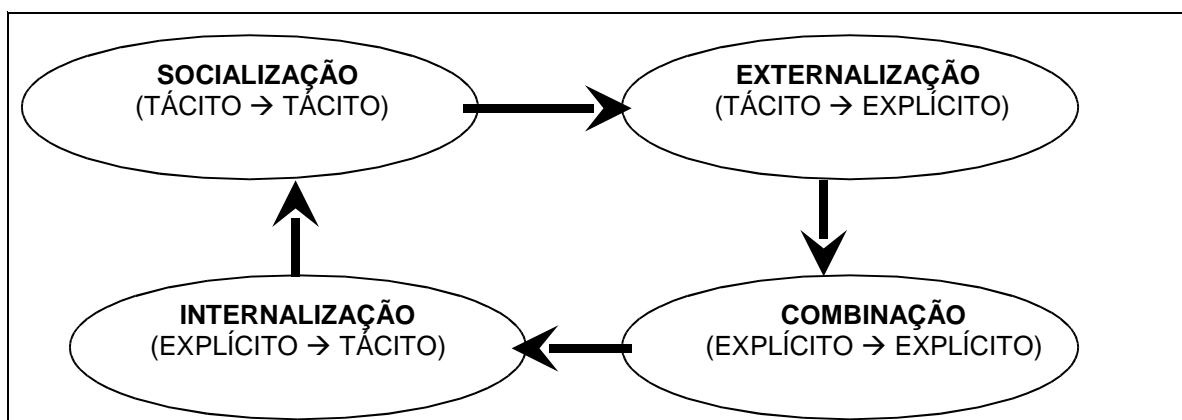 SOCIALIZAÇÃO
(TÁCITO → TÁCITO)
EXTERNALIZAÇÃO
(TÁCITO → EXPLÍCITO)
INTERNALIZAÇÃO
(EXPLÍCITO → TÁCITO)
COMBINAÇÃO
(EXPLÍCITO → EXPLÍCITO)